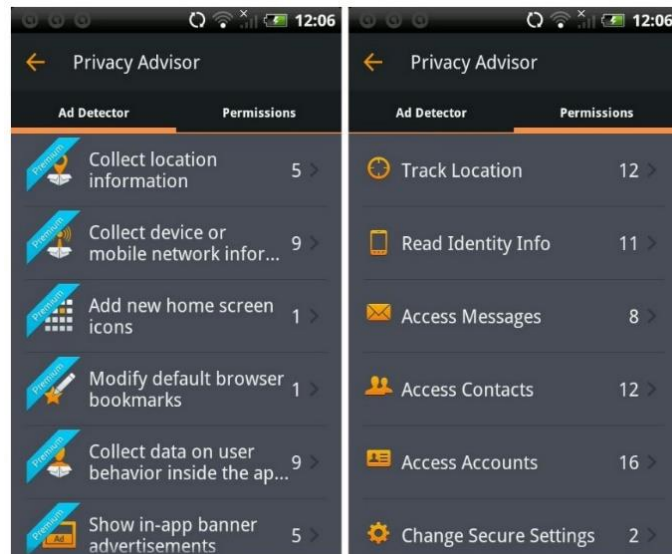 12:06
Privacy Advisor
Ad Detector Permissions
Premium
Collect location
information
5
Premium
Collect device or
mobile network infor...
9
Premium
Add new home screen
icons
1
Premium
Modify default browser
bookmarks
1
Premium
Collect data on user
behavior inside the ap...
9
Premium
Ad
Show in-app banner
advertisements
5
12:06
Privacy Advisor
Ad Detector Permissions
Track Location 12
Read Identity Info 11
Access Messages 8
Access Contacts 12
Access Accounts 16
Change Secure Settings 2